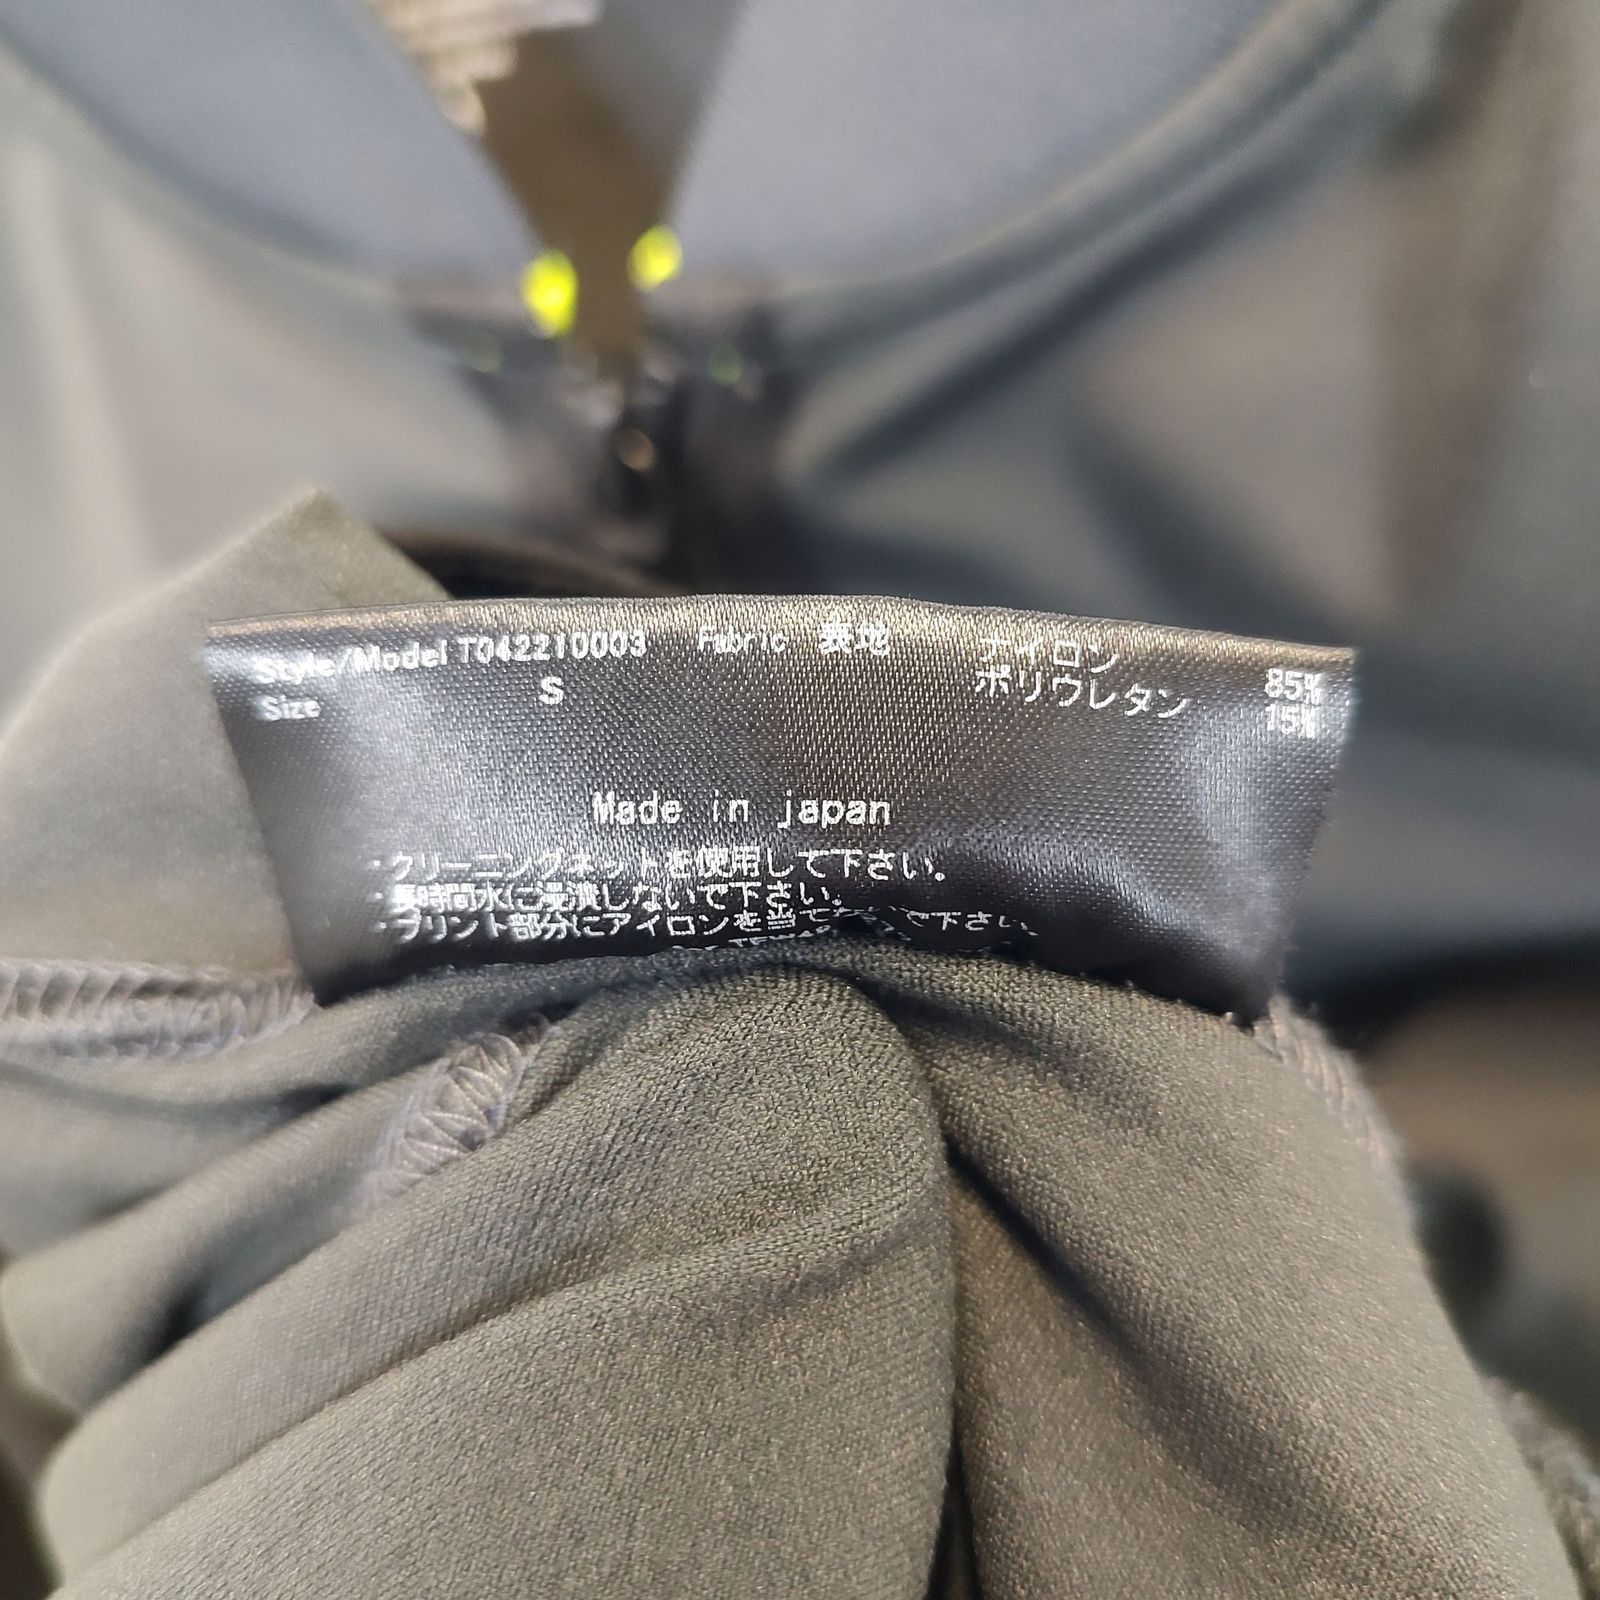 Style/Model T042210003 Fabric 表地 ナイロン 85%
Size S ポリウレタン 15%
Made in japan
・クリーニングネットを使用して下さい。
・長時間水に浸漬しないで下さい。
・プリント部分にアイロンを当てないで下さい。